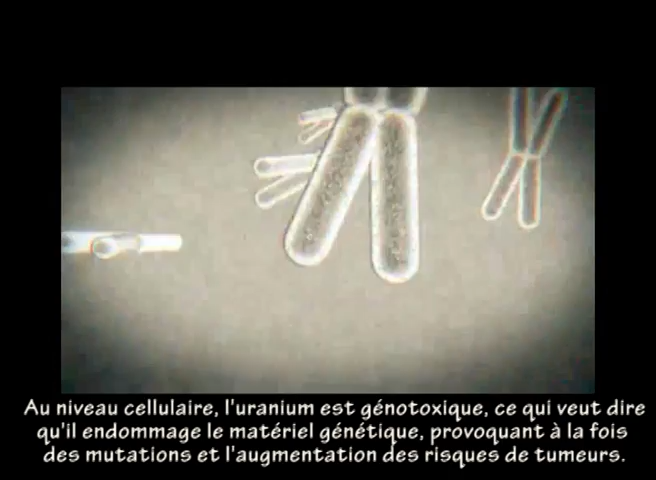 Au niveau cellulaire, l'uranium est génotoxique, ce qui veut dire
qu'il endommage le matériel génétique, provoquant à la fois
des mutations et l'augmentation des risques de tumeurs.